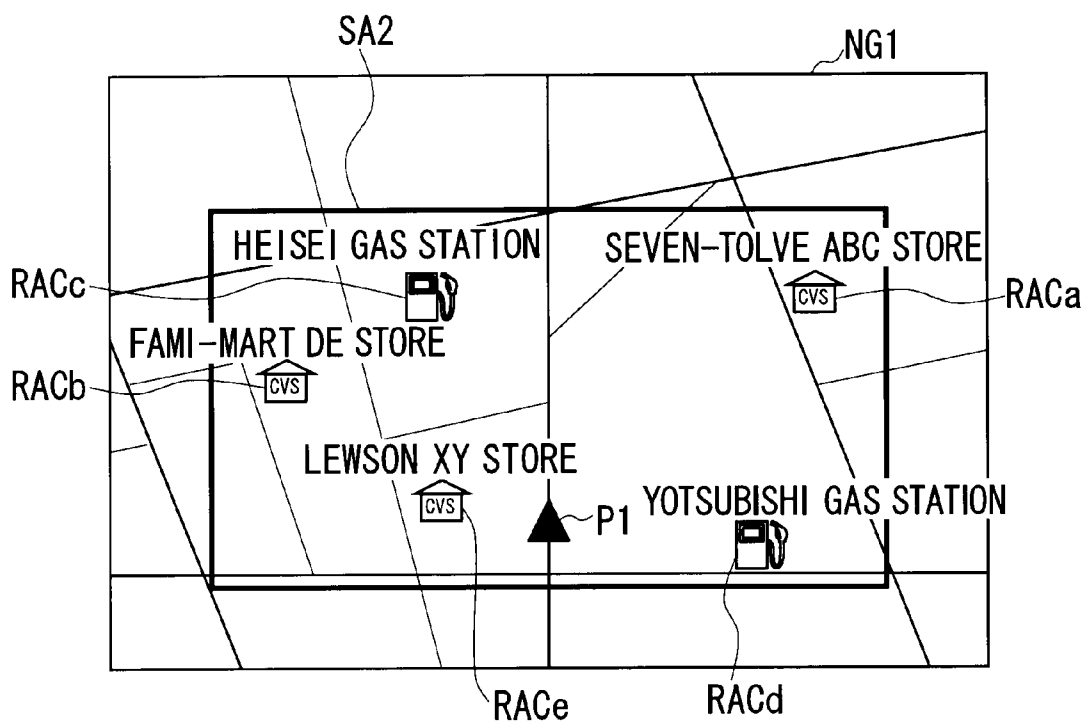 SA2
NG1
HEISEI GAS STATION
SEVEN-TOLVE ABC STORE
RACc
CVS
RACa
FAMI-MART DE STORE
RACb
CVS
LEWSON XY STORE
CVS
P1
YOTSUBISHI GAS STATION
RACe
RACd